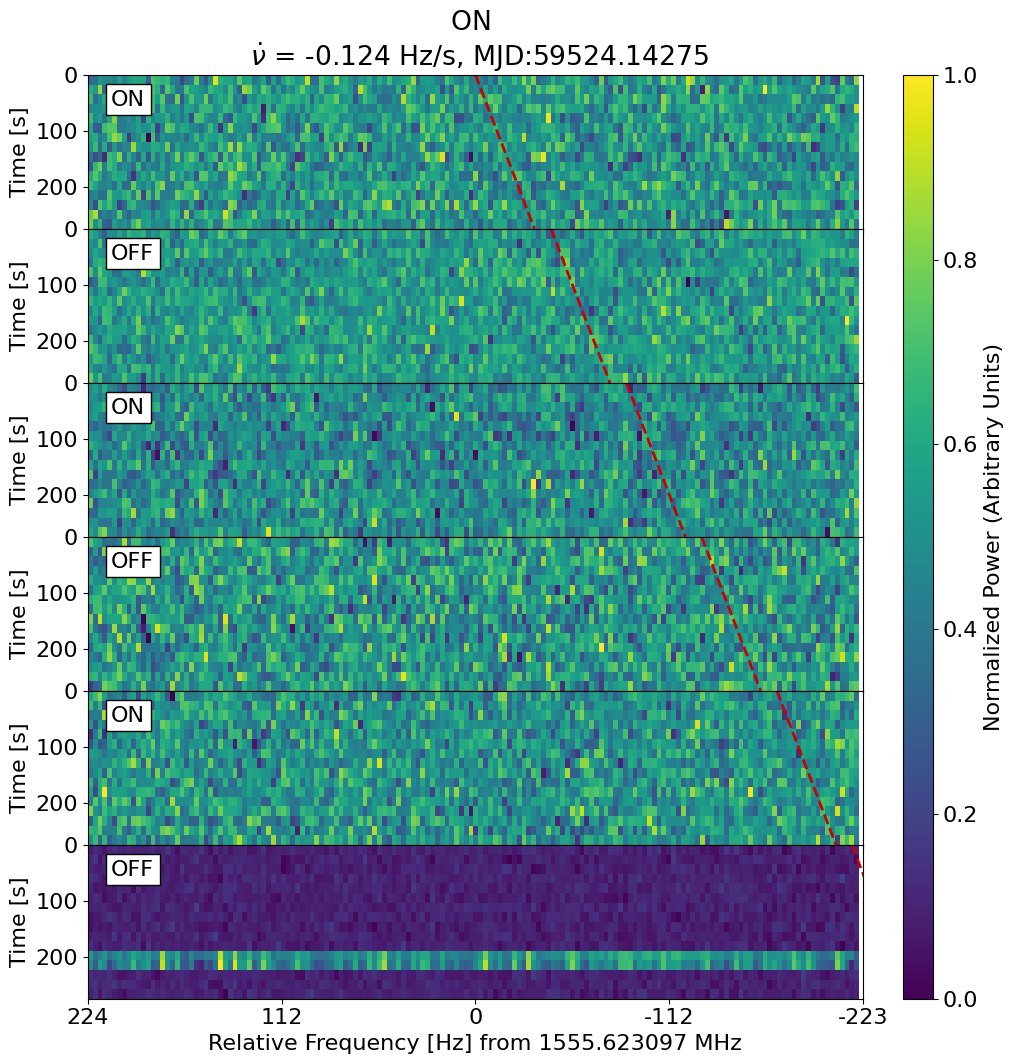 ON
ν̇ = -0.124 Hz/s, MJD:59524.14275
0
ON
100
200
Time [s]
0
OFF
100
200
Time [s]
0
ON
100
200
Time [s]
0
OFF
100
200
Time [s]
0
ON
100
200
Time [s]
0
OFF
100
200
Time [s]
224 112 0 -112 -223
Relative Frequency [Hz] from 1555.623097 MHz
1.0
0.8
0.6
0.4
0.2
0.0
Normalized Power (Arbitrary Units)